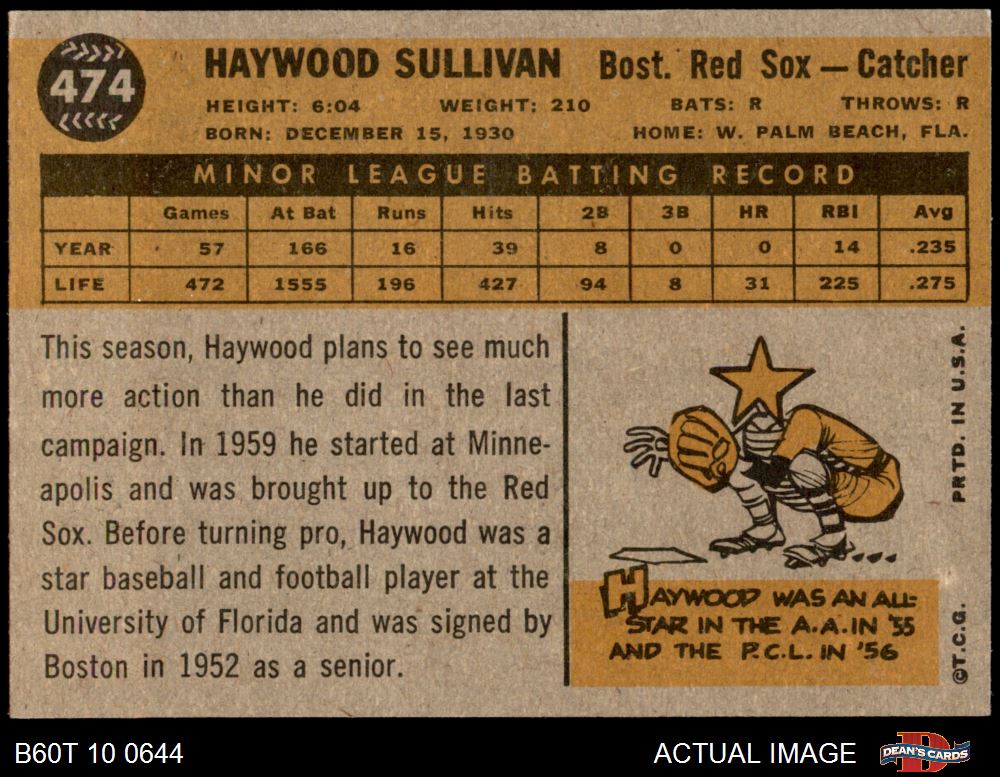 474
HAYWOOD SULLIVAN Bost. Red Sox — Catcher
HEIGHT: 6:04 WEIGHT: 210 BATS: R THROWS: R
BORN: DECEMBER 15, 1930 HOME: W. PALM BEACH, FLA.
MINOR LEAGUE BATTING RECORD
Games At Bat Runs Hits 2B 3B HR RBI Avg
YEAR 57 166 16 39 8 0 0 14 .235
LIFE 472 1555 196 427 94 8 31 225 .275
This season, Haywood plans to see much
more action than he did in the last
campaign. In 1959 he started at Minne-
apolis and was brought up to the Red
Sox. Before turning pro, Haywood was a
star baseball and football player at the
University of Florida and was signed by
Boston in 1952 as a senior.
HAYWOOD WAS AN ALL-
STAR IN THE A.A. IN '55
AND THE P.C.L. IN '56
©T.C.G. PRTD. IN U.S.A.
B60T 10 0644 ACTUAL IMAGE DEAN'S CARDS